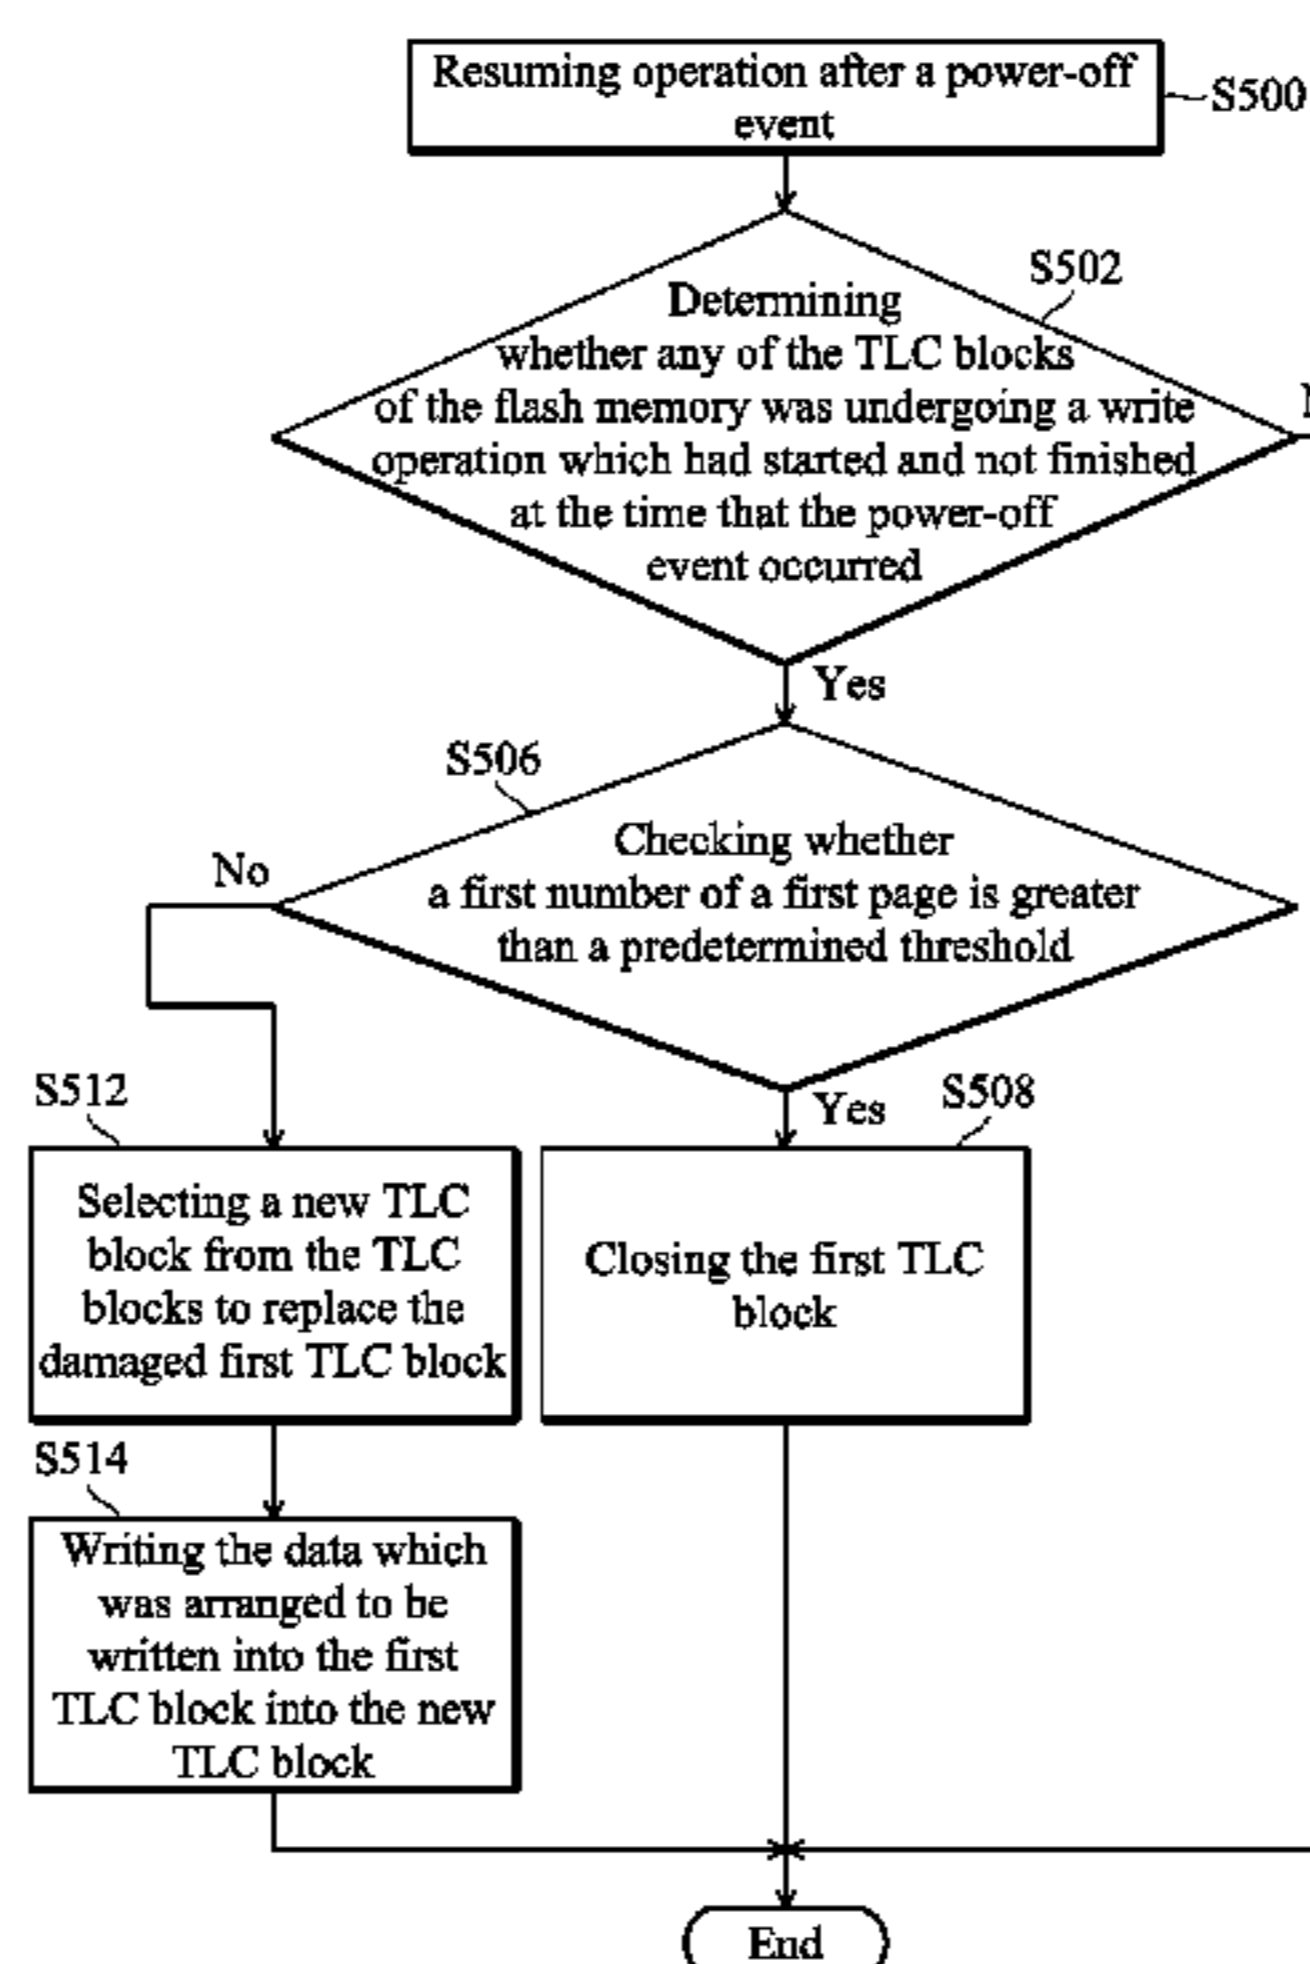 Resuming operation after a power-off
event
S500
S502
Determining
whether any of the TLC blocks
of the flash memory was undergoing a write
operation which had started and not finished
at the time that the power-off
event occurred
Yes
S506
Checking whether
a first number of a first page is greater
than a predetermined threshold
No
Yes
S512
Selecting a new TLC
block from the TLC
blocks to replace the
damaged first TLC block
S508
Closing the first TLC
block
S514
Writing the data which
was arranged to be
written into the first
TLC block into the new
TLC block
End